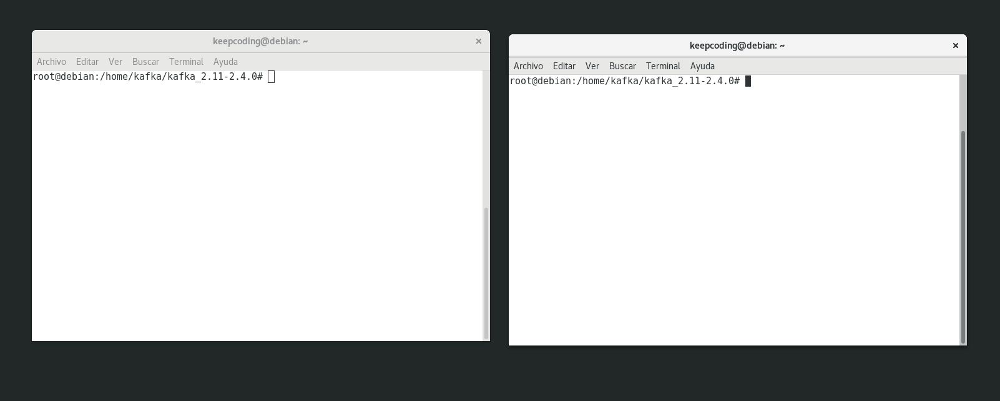 keepcoding@debian: ~ ×
Archivo Editar Ver Buscar Terminal Ayuda
root@debian:/home/kafka/kafka_2.11-2.4.0#
keepcoding@debian: ~ ×
Archivo Editar Ver Buscar Terminal Ayuda
root@debian:/home/kafka/kafka_2.11-2.4.0#